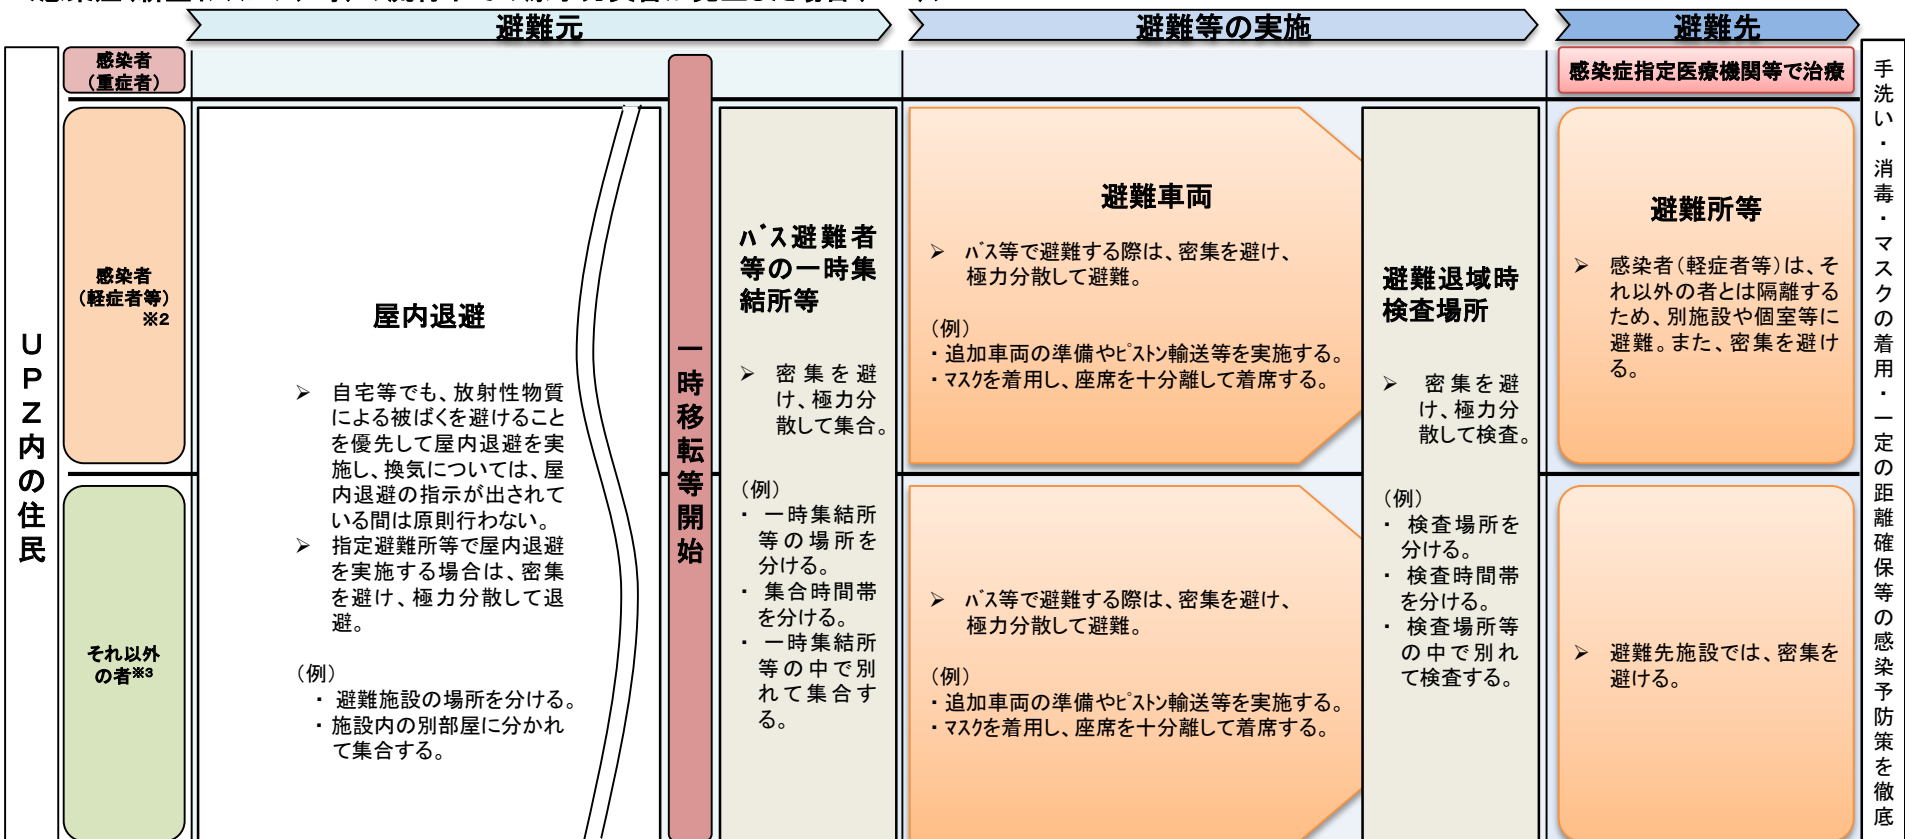 避難元
避難等の実施
避難先
UPZ内の住民
感染者
(重症者)
感染症指定医療機関等で治療
感染者
(軽症者等)
※2
それ以外
の者※3
屋内退避
➢ 自宅等でも、放射性物質
による被ばくを避けること
を優先して屋内退避を実
施し、換気については、屋
内退避の指示が出されて
いる間は原則行わない。
➢ 指定避難所等で屋内退避
を実施する場合は、密集
を避け、極力分散して退
避。
(例)
・ 避難施設の場所を分ける。
・ 施設内の別部屋に分かれ
て集合する。
一時移転等開始
バス避難者
等の一時集
結所等
➢ 密集を避
け、極力分
散して集合。
(例)
・ 一時集結所
等の場所を
分ける。
・ 集合時間帯
を分ける。
・ 一時集結所
等の中で別
れて集合す
る。
避難車両
➢ バス等で避難する際は、密集を避け、
極力分散して避難。
(例)
・追加車両の準備やピストン輸送等を実施する。
・マスクを着用し、座席を十分離して着席する。
➢ バス等で避難する際は、密集を避け、
極力分散して避難。
(例)
・追加車両の準備やピストン輸送等を実施する。
・マスクを着用し、座席を十分離して着席する。
避難退域時
検査場所
➢ 密集を避
け、極力分
散して検査。
(例)
・ 検査場所を
分ける。
・ 検査時間帯
を分ける。
・ 検査場所等
の中で別れ
て検査する。
避難所等
➢ 感染者(軽症者等)は、そ
れ以外の者とは隔離する
ため、別施設や個室等に
避難。また、密集を避け
る。
➢ 避難先施設では、密集を
避ける。
手洗い・消毒・マスクの着用・一定の距離確保等の感染予防策を徹底